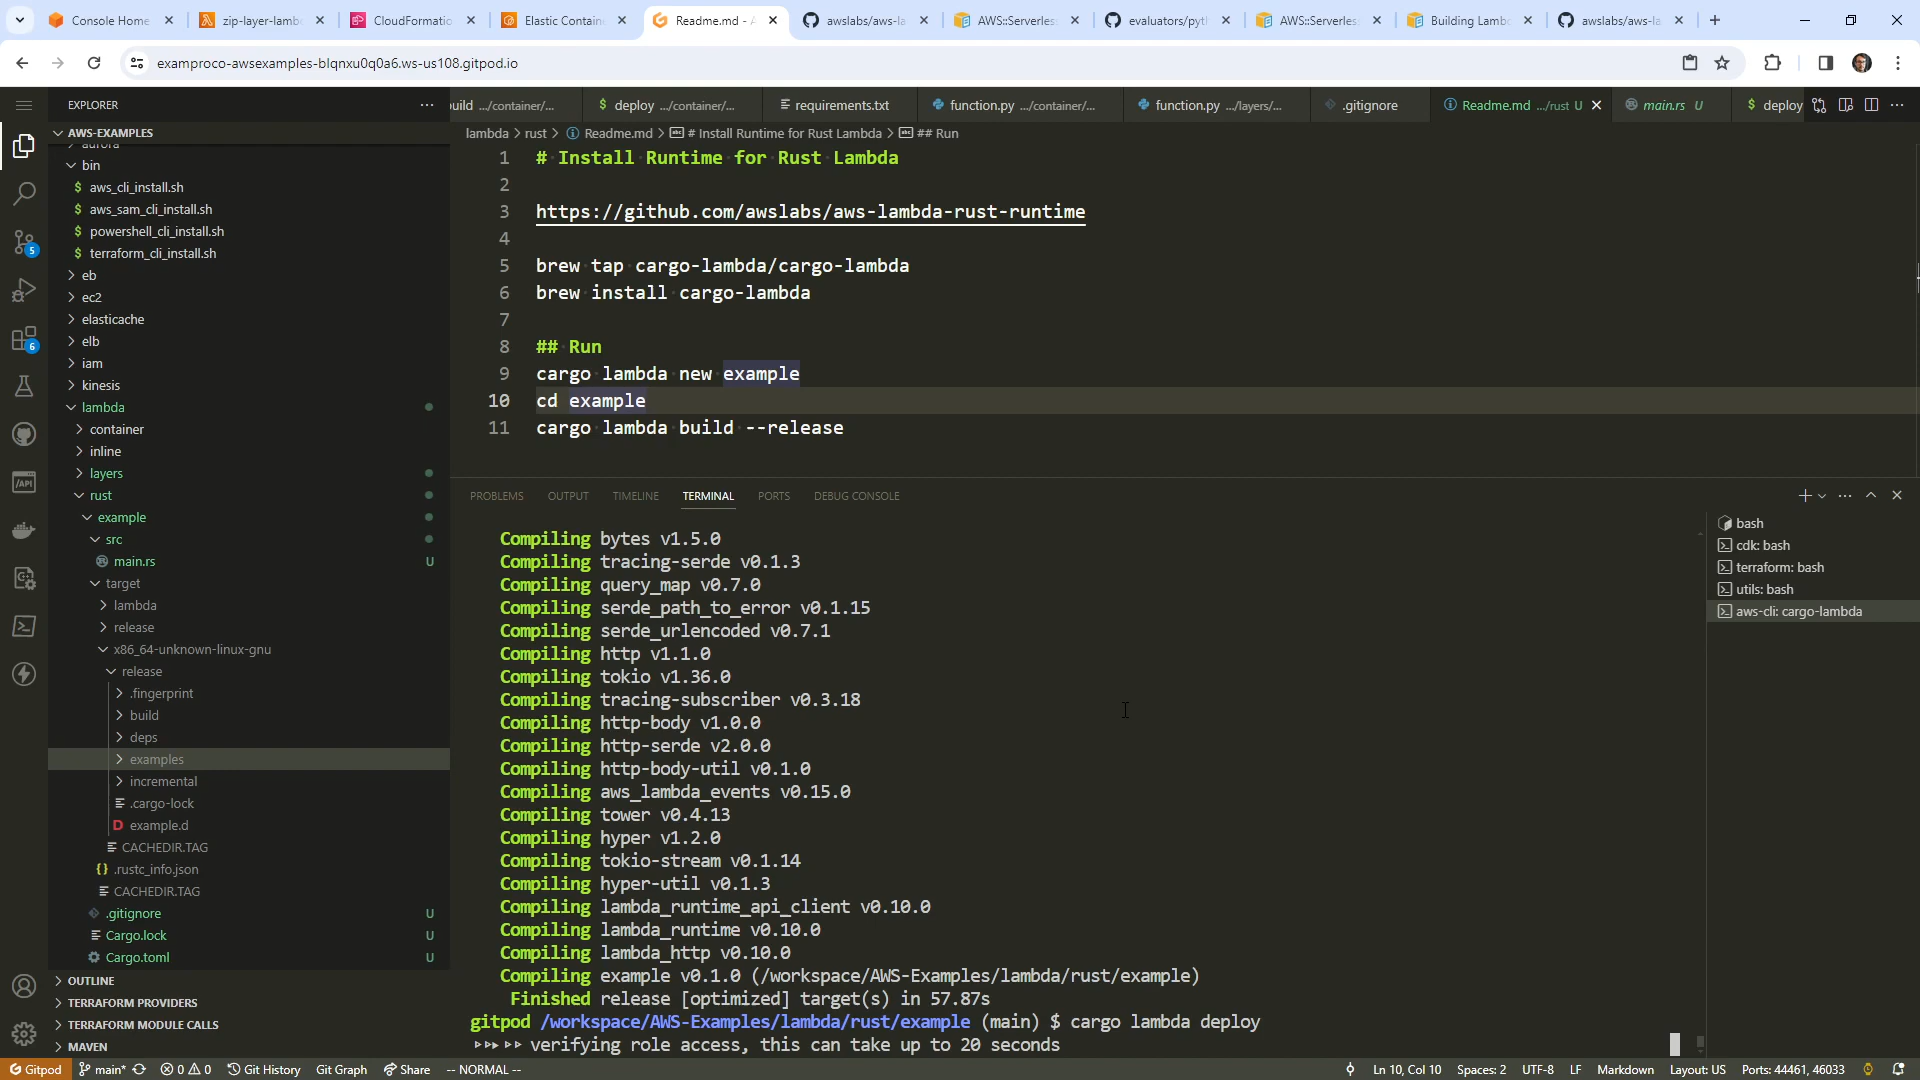 Console Home
zip-layer-lamb
CloudFormatio
Elastic Contain
Readme.md - A
awslabs/aws-la
AWS::Serverles
evaluators/pyt
AWS::Serverles
Building Lamb
awslabs/aws-la
examproco-awsexamples-blqnxu0q0a6.ws-us108.gitpod.io
EXPLORER
uild .../container/...
$ deploy .../container/...
requirements.txt
function.py .../container/...
function.py .../layers/...
.gitignore
Readme.md .../rust U
main.rs U
$ deploy
AWS-EXAMPLES
aurora
bin
$ aws_cli_install.sh
$ aws_sam_cli_install.sh
$ powershell_cli_install.sh
$ terraform_cli_install.sh
eb
ec2
elasticache
elb
iam
kinesis
lambda
container
inline
layers
rust
example
src
main.rs U
target
lambda
release
x86_64-unknown-linux-gnu
release
.fingerprint
build
deps
examples
incremental
.cargo-lock
D example.d
CACHEDIR.TAG
{} .rustc_info.json
CACHEDIR.TAG
.gitignore U
Cargo.lock U
Cargo.toml U
OUTLINE
TERRAFORM PROVIDERS
TERRAFORM MODULE CALLS
MAVEN
5
6
/API
lambda > rust > Readme.md > # Install Runtime for Rust Lambda > ## Run
1 # Install Runtime for Rust Lambda
2
3 https://github.com/awslabs/aws-lambda-rust-runtime
4
5 brew tap cargo-lambda/cargo-lambda
6 brew install cargo-lambda
7
8 ## Run
9 cargo lambda new example
10 cd example
11 cargo lambda build --release
PROBLEMS OUTPUT TIMELINE TERMINAL PORTS DEBUG CONSOLE
Compiling bytes v1.5.0
Compiling tracing-serde v0.1.3
Compiling query_map v0.7.0
Compiling serde_path_to_error v0.1.15
Compiling serde_urlencoded v0.7.1
Compiling http v1.1.0
Compiling tokio v1.36.0
Compiling tracing-subscriber v0.3.18
Compiling http-body v1.0.0
Compiling http-serde v2.0.0
Compiling http-body-util v0.1.0
Compiling aws_lambda_events v0.15.0
Compiling tower v0.4.13
Compiling hyper v1.2.0
Compiling tokio-stream v0.1.14
Compiling hyper-util v0.1.3
Compiling lambda_runtime_api_client v0.10.0
Compiling lambda_runtime v0.10.0
Compiling lambda_http v0.10.0
Compiling example v0.1.0 (/workspace/AWS-Examples/lambda/rust/example)
Finished release [optimized] target(s) in 57.87s
gitpod /workspace/AWS-Examples/lambda/rust/example (main) $ cargo lambda deploy
▹▹▹▹▹ verifying role access, this can take up to 20 seconds
bash
cdk: bash
terraform: bash
utils: bash
aws-cli: cargo-lambda
Gitpod main* 0 0 Git History Git Graph Share -- NORMAL -- Ln 10, Col 10 Spaces: 2 UTF-8 LF Markdown Layout: US Ports: 44461, 46033